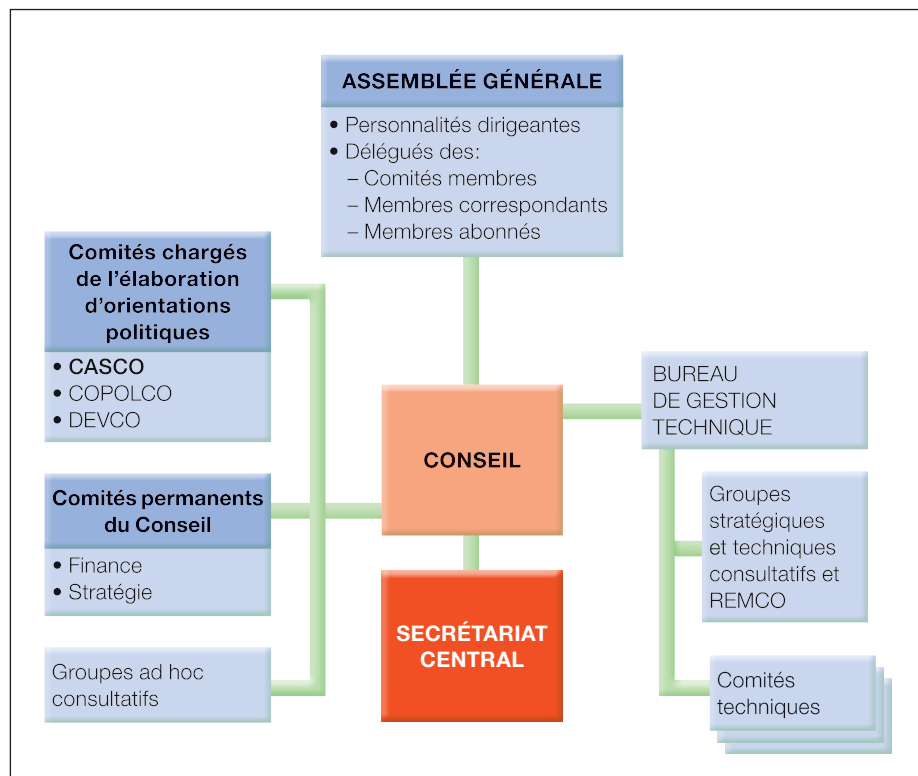 ASSEMBLÉE GÉNÉRALE
• Personnalités dirigeantes
• Délégués des:
– Comités membres
– Membres correspondants
– Membres abonnés
Comités chargés
de l'élaboration
d'orientations
politiques
• CASCO
• COPOLCO
• DEVCO
Comités permanents
du Conseil
• Finance
• Stratégie
Groupes ad hoc
consultatifs
CONSEIL
SECRÉTARIAT
CENTRAL
BUREAU
DE GESTION
TECHNIQUE
Groupes
stratégiques
et techniques
consultatifs et
REMCO
Comités
techniques